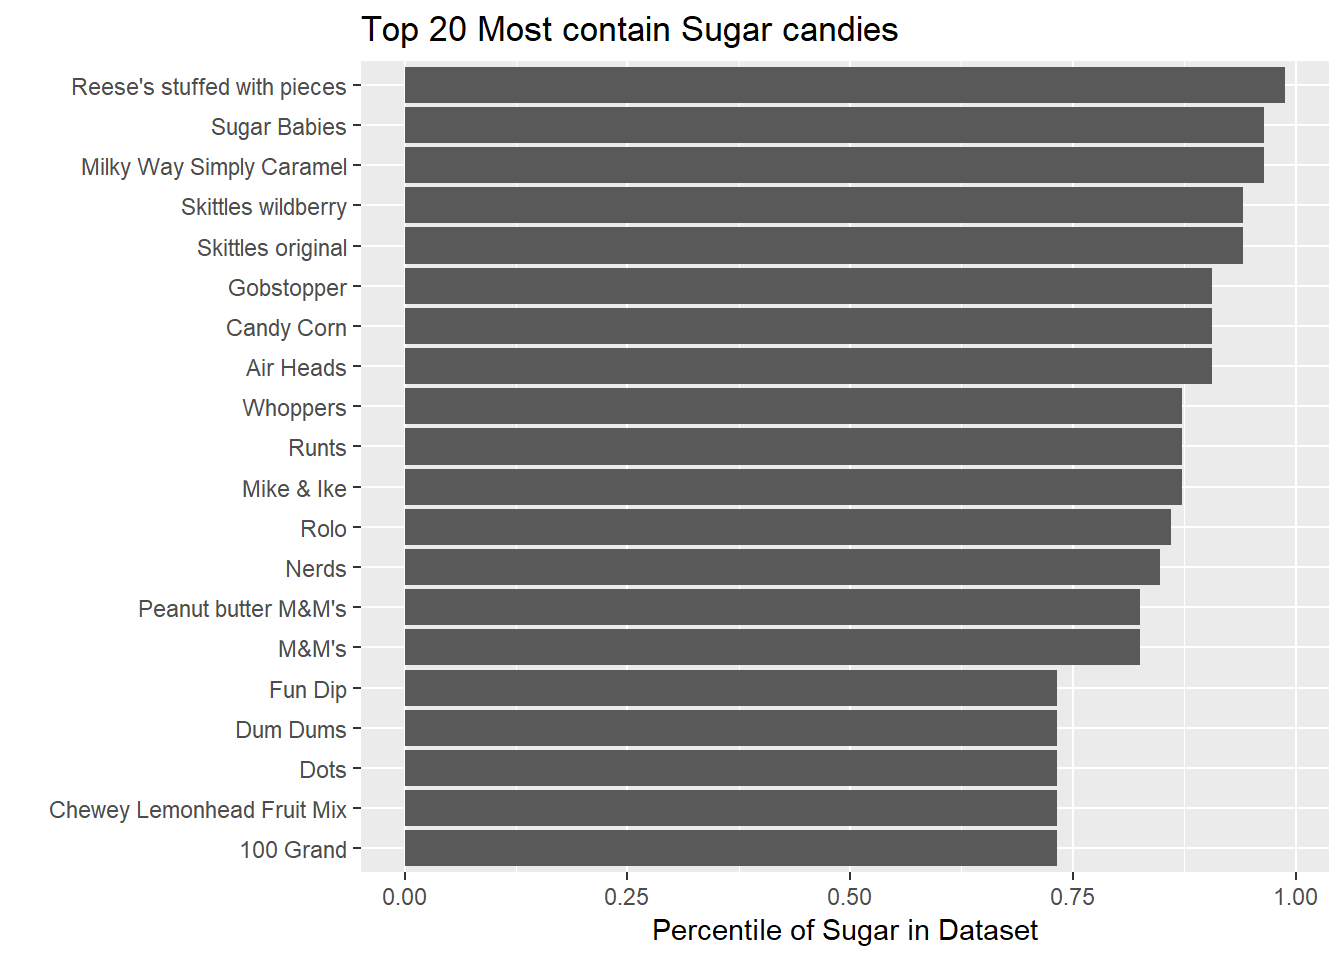 Top 20 Most contain Sugar candies
Reese's stuffed with pieces
Sugar Babies
Milky Way Simply Caramel
Skittles wildberry
Skittles original
Gobstopper
Candy Corn
Air Heads
Whoppers
Runts
Mike & Ike
Rolo
Nerds
Peanut butter M&M's
M&M's
Fun Dip
Dum Dums
Dots
Chewey Lemonhead Fruit Mix
100 Grand
0.00 0.25 0.50 0.75 1.00
Percentile of Sugar in Dataset